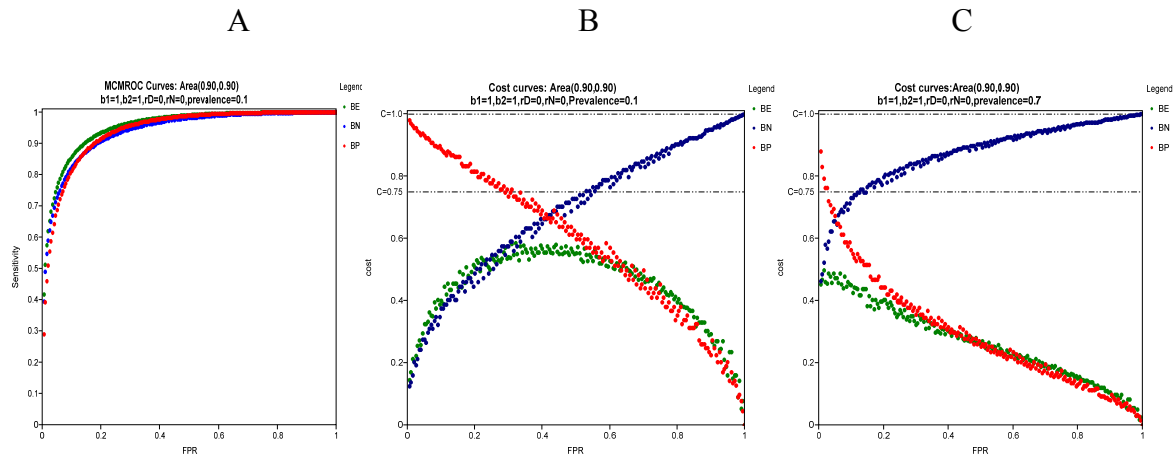 A
B
C
MCMROC Curves: Area(0.90,0.90)
b1=1,b2=1,rD=0,rN=0,prevalence=0.1
Legend
BE
BN
BP
1
0.9
0.8
0.7
0.6
0.5
0.4
0.3
0.2
0.1
0
Sensitivity
0 0.2 0.4 0.6 0.8 1
FPR
Cost curves:Area(0.90,0.90)
b1=1,b2=1,rD=0,rN=0,Prevalence=0.1
Legend
BE
BN
BP
C=1.0
0.8
C=0.75
0.6
0.4
0.2
0
cost
0 0.2 0.4 0.6 0.8 1
FPR
Cost curves:Area(0.90,0.90)
b1=1,b2=1,rD=0,rN=0,prevalence=0.7
Legend
BE
BN
BP
C=1.0
0.8
C=0.75
0.6
0.4
0.2
0
cost
0 0.2 0.4 0.6 0.8 1
FPR